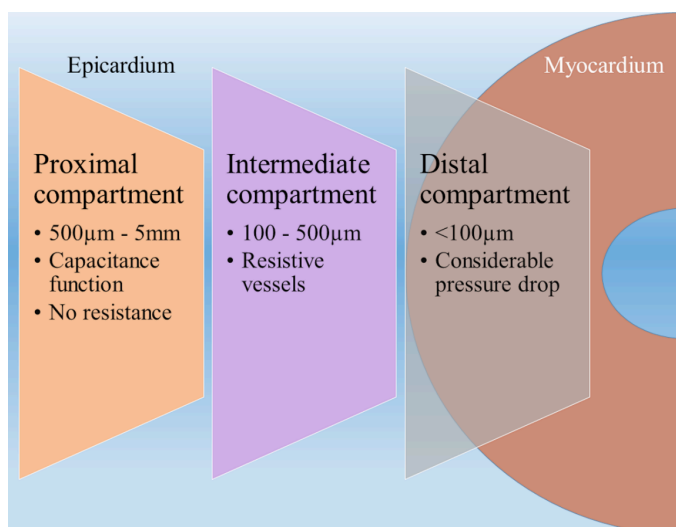 Epicardium
Myocardium
Proximal
compartment
• 500µm - 5mm
• Capacitance
function
• No resistance
Intermediate
compartment
• 100 - 500µm
• Resistive
vessels
Distal
compartment
• <100µm
• Considerable
pressure drop